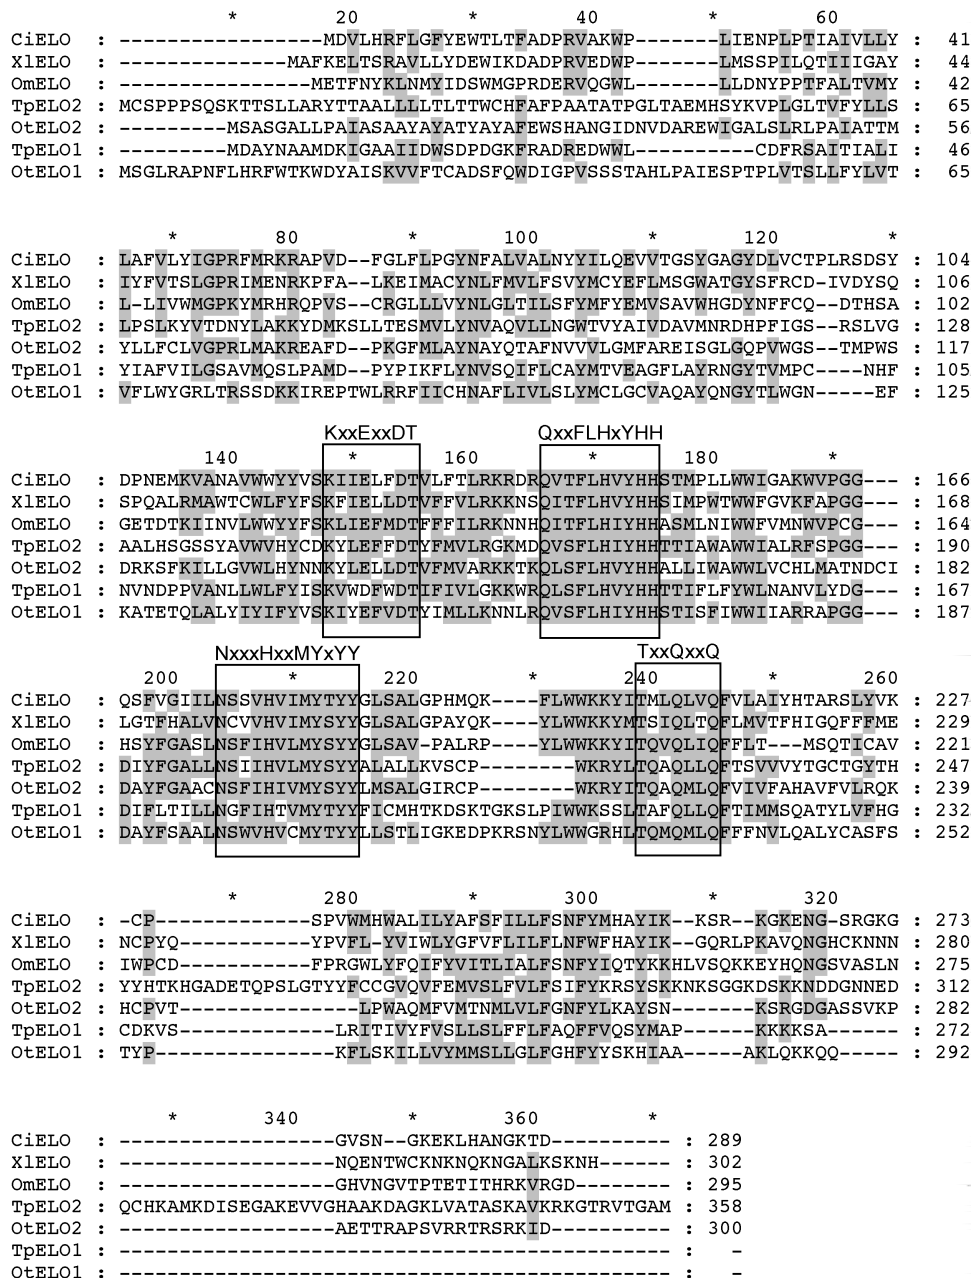 * 20 * 40 * 60
CiELO : -----------------MDVLHRFLGFYEWTLTFADPRVAKWP-------LIENPLPTIAIVLLY : 41
XlELO : --------------MAFKELTSRAVLLYDEWIKDADPRVEDWP-------LMSSPILQTIIIGAY : 44
OmELO : ----------------METFNYKLNMYIDSWMGPRDERVQGWL-------LLDNYPPTFALTVMY : 42
TpELO2 : MCSPPPSQSKTTSLLARYTTAALLLLTLTTWCHFAFPAATATPGLTAEMHSYKVPLGLTVFYLLS : 65
OtELO2 : ---------MSASGALLPAIASAAYAYATYAYAFEWSHANGIDNVDAREWIGALSLRLPAIATTM : 56
TpELO1 : ---------MDAYNAAMDKIGAAIIDWSDPDGKFRADREDWWL----------CDFRSAITIALI : 46
OtELO1 : MSGLRAPNFLHRFWTKWDYAISKVVFTCADSFQWDIGPVSSSTAHLPAIESPTPLVTSLLFYLVT : 65
* 80 * 100 * 120 *
CiELO : LAFVLYIGPRFMRKRAPVD--FGLFLPGYNFALVALNYYILQEVVTGSYGAGYDLVCTPLRSDSY : 104
XlELO : IYFVTSLGPRIMENRKPFA--LKEIMACYNLFMVLFSVYMCYEFLMSGWATGYSFRCD-IVDYSQ : 106
OmELO : L-LIVWMGPKYMRHRQPVS--CRGLLLVYNLGLTILSFYMFYEMVSAVWHGDYNFFCQ--DTHSA : 102
TpELO2 : LPSLKYVTDNYLAKKYDMKSLLTESMVLYNVAQVLLNGWTVYAIVDAVMNRDHPFIGS--RSLVG : 128
OtELO2 : YLLFCLVGPRLMAKREAFD--PKGFMLAYNAYQTAFNVVVLGMFAREISGLGQPVWGS--TMPWS : 117
TpELO1 : YIAFVILGSAVMQSLPAMD--PYPIKFLYNVSQIFLCAYMTVEAGFLAYRNGYTVMPC----NHF : 105
OtELO1 : VFLWYGRLTRSSDKKIREPTWLRRFIICHNAFLIVLSLYMCLGCVAQAYQNGYTLWGN-----EF : 125
KxxExxDT QxxFLHxYHH
140 * 160 * 180 *
CiELO : DPNEMKVANAVWWYYVSKIIELFDTVLFTLRKRDRQVTFLHVYHHSTMPLLWWIGAKWVPGG--- : 166
XlELO : SPQALRMAWTCWLFYFSKFIELLDTVFFVLRKKNSQITFLHVYHHSIMPWTWWFGVKFAPGG--- : 168
OmELO : GETDTKIINVLWWYYFSKLIEFMDTFFFILRKNNHQITFLHIYHHASMLNIWWFVMNWVPCG--- : 164
TpELO2 : AALHSGSSYAVWVHYCDKYLEFFDTYFMVLRGKMDQVSFLHIYHHTTIAWAWWIALRFSPGG--- : 190
OtELO2 : DRKSFKILLGVWLHYNNKYLELLDTVFMVARKKTKQLSFLHVYHHALLIWAWWLVCHLMATNDCI : 182
TpELO1 : NVNDPPVANLLWLFYISKVWDFWDTIFIVLGKKWRQLSFLHVYHHTTIFLFYWLNANVLYDG--- : 167
OtELO1 : KATETQLALYIYIFYVSKIYEFVDTYIMLLKNNLRQVSFLHIYHHSTISFIWWIIARRAPGG--- : 187
NxxxHxxMYxYY TxxQxxQ
200 * 220 * 240 * 260
CiELO : QSFVGIILNSSVHVIMYTYYGLSALGPHMQK----FLWWKKYITMLQLVQFVLAIYHTARSLYVK : 227
XlELO : LGTFHALVNCVVHVIMYSYYGLSALGPAYQK----YLWWKKYMTSIQLTQFLMVTFHIGQFFFME : 229
OmELO : HSYFGASLNSFIHVLMYSYYGLSAV-PALRP----YLWWKKYITQVQLIQFFLT---MSQTICAV : 221
TpELO2 : DIYFGALLNSIIHVLMYSYYALALLKVSCP--------WKRYLTQAQLLQFTSVVVYTGCTGYTH : 247
OtELO2 : DAYFGAACNSFIHIVMYSYYLMSALGIRCP--------WKRYITQAQMLQFVIVFAHAVFVLRQK : 239
TpELO1 : DIFLTILLNGFIHTVMYTYYFICMHTKDSKTGKSLPIWWKSSLTAFQLLQFTIMMSQATYLVFHG : 232
OtELO1 : DAYFSAALNSWVHVCMYTYYLLSTLIGKEDPKRSNYLWWGRHLTQMQMLQFFFNVLQALYCASFS : 252
* 280 * 300 * 320
CiELO : -CP-------------SPVWMHWALILYAFSFILLFSNFYMHAYIK--KSR--KGKENG-SRGKG : 273
XlELO : NCPYQ-----------YPVFL-YVIWLYGFVFLILFLNFWFHAYIK--GQRLPKAVQNGHCKNNN : 280
OmELO : IWPCD-----------FPRGWLYFQIFYVITLIALFSNFYIQTYKKHLVSQKKEYHQNGSVASLN : 275
TpELO2 : YYHTKHGADETQPSLGTYYFCCGVQVFEMVSLFVLFSIFYKRSYSKKNKSGGKDSKKNDDGNNED : 312
OtELO2 : HCPVT---------------LPWAQMFVMTNMLVLFGNFYLKAYSN-----KSRGDGASSVKPA : 282
TpELO1 : CDKVS-------------LRITIVYFVSLLSLFFLFAQFFVQSYMAP------KKKKSA------ : 272
OtELO1 : TYP---------------KFLSKILLVYMMSLLGLFGHFYYSKHIAA-----AKLQKKQQ----- : 292
* 340 * 360 *
CiELO : ------------------GVSN--GKEKLHANGKTD---------- : 289
XlELO : ------------------NQENTWCKNKNQKNGALKSKNH------ : 302
OmELO : ------------------GHVNGVTPTETITHRKVRGD-------- : 295
TpELO2 : QCHKAMKDISEGAKEVVGHAAKDAGKLVATASKAVKRKGTRVTGAM : 358
OtELO2 : ------------------AETTRAPSVRRTRSRKID---------- : 300
TpELO1 : ---------------------------------------------- : -
OtELO1 : ---------------------------------------------- : -